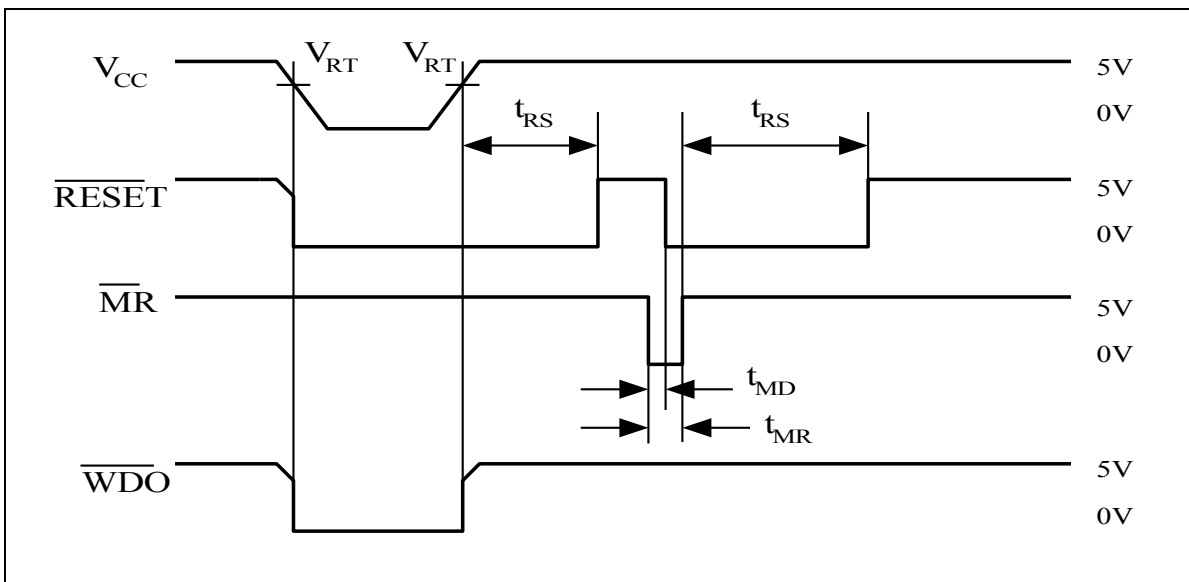 V_CC V_RT V_RT 5V
0V
t_RS t_RS
RESET 5V
0V
MR 5V
0V
t_MD
t_MR
WDO 5V
0V